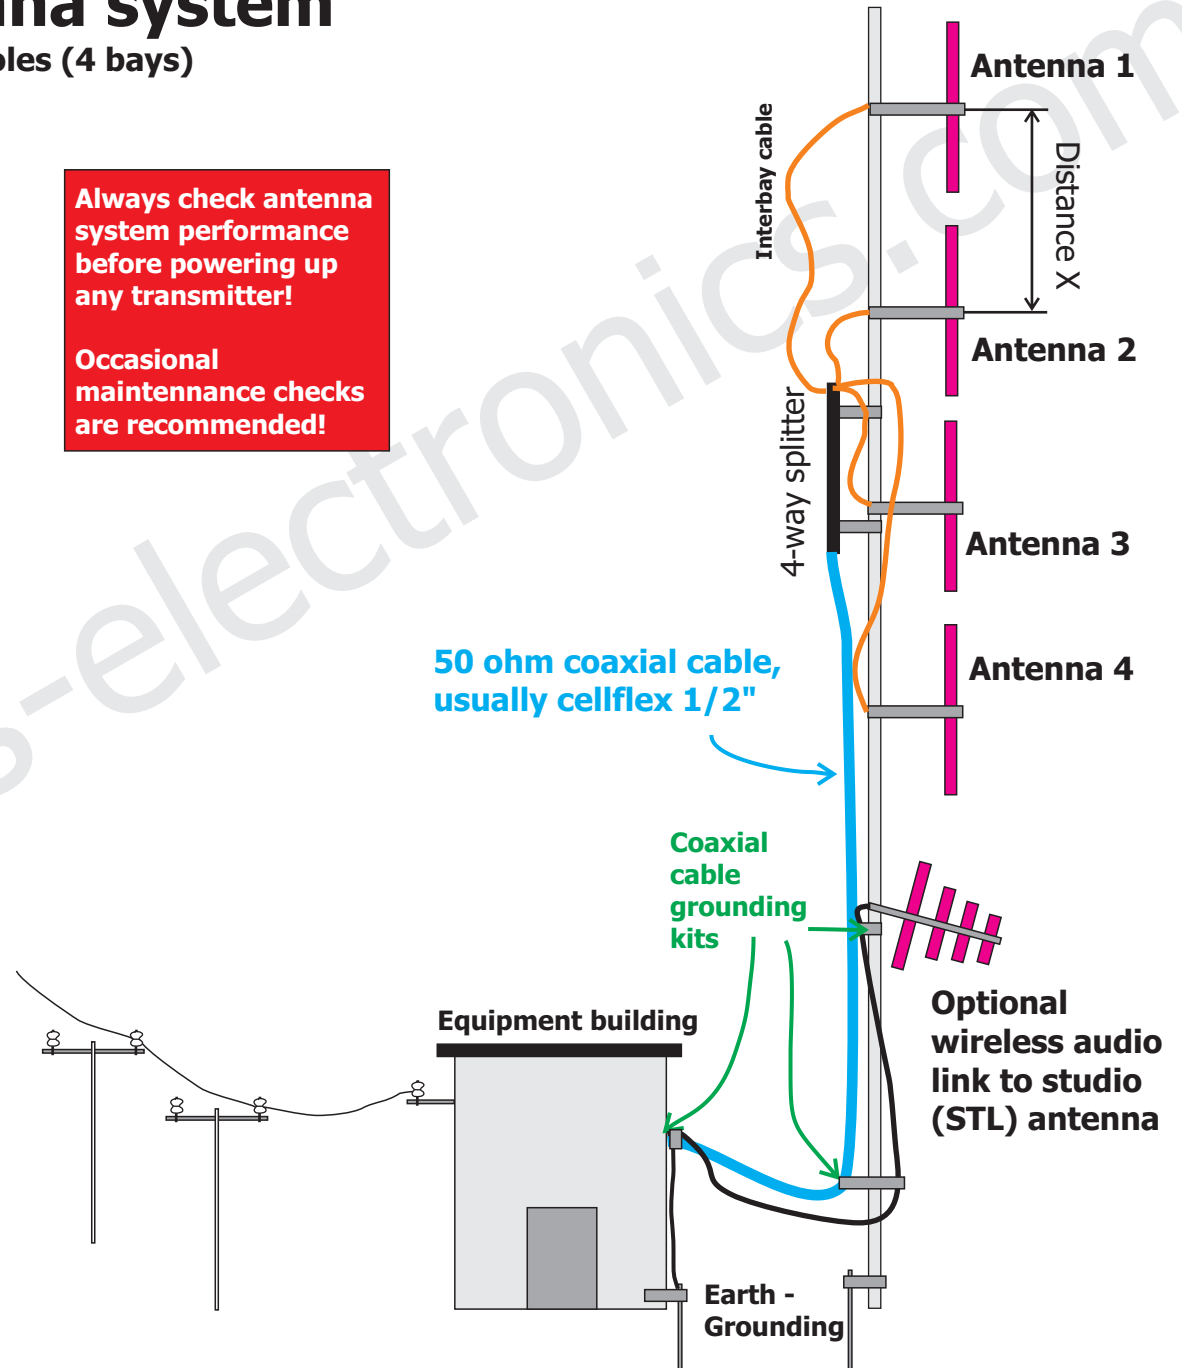 system
(4 bays)
Always check antenna
system performance
before powering up
any transmitter!
Occasional
maintennance checks
are recommended!
Interbay cable
Antenna 1
Distance X
Antenna 2
4-way splitter
Antenna 3
50 ohm coaxial cable,
usually cellflex 1/2"
Antenna 4
Coaxial
cable
grounding
kits
Optional
wireless audio
link to studio
(STL) antenna
Equipment building
Earth -
Grounding
s-electronics.com